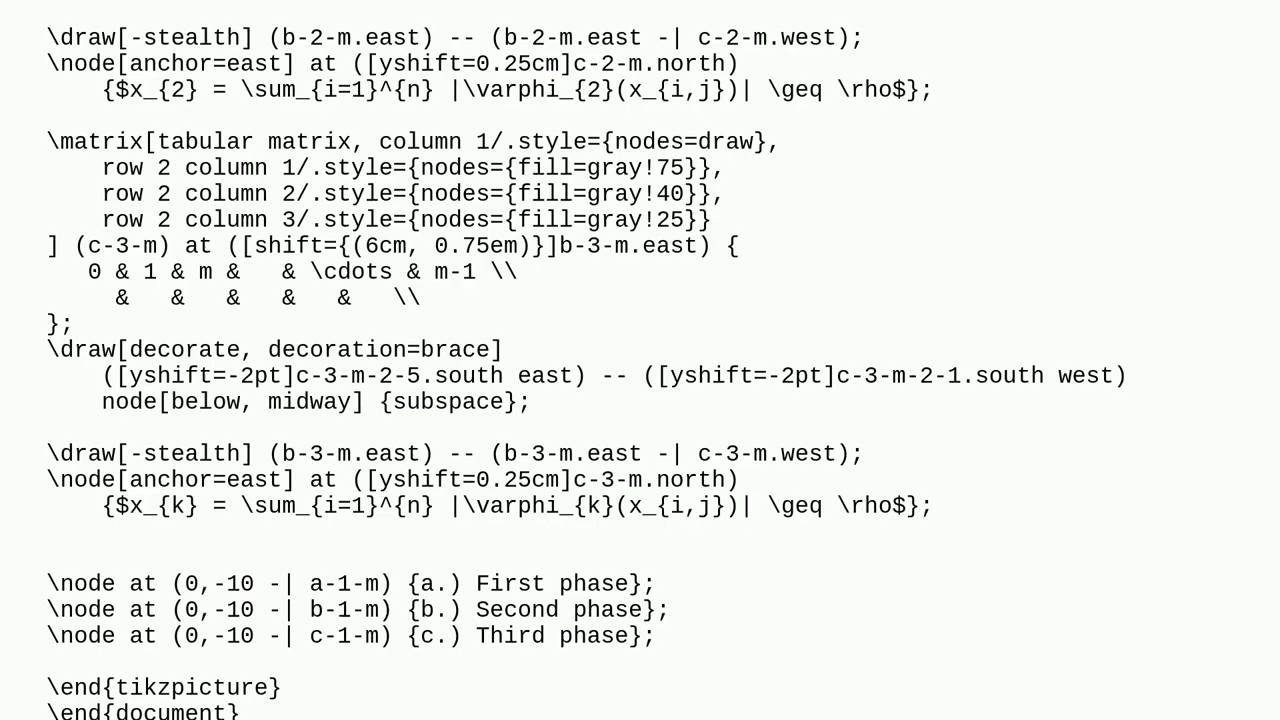 \draw[-stealth] (b-2-m.east) -- (b-2-m.east -| c-2-m.west);
\node[anchor=east] at ([yshift=0.25cm]c-2-m.north)
    {$x_{2} = \sum_{i=1}^{n} |\varphi_{2}(x_{i,j})| \geq \rho$};

\matrix[tabular matrix, column 1/.style={nodes=draw},
    row 2 column 1/.style={nodes={fill=gray!75}},
    row 2 column 2/.style={nodes={fill=gray!40}},
    row 2 column 3/.style={nodes={fill=gray!25}}
] (c-3-m) at ([shift={(6cm, 0.75em)}]b-3-m.east) {
   0 & 1 & m &   & \cdots & m-1 \\
     &   &   &   &   &   \\
};
\draw[decorate, decoration=brace]
    ([yshift=-2pt]c-3-m-2-5.south east) -- ([yshift=-2pt]c-3-m-2-1.south west)
    node[below, midway] {subspace};

\draw[-stealth] (b-3-m.east) -- (b-3-m.east -| c-3-m.west);
\node[anchor=east] at ([yshift=0.25cm]c-3-m.north)
    {$x_{k} = \sum_{i=1}^{n} |\varphi_{k}(x_{i,j})| \geq \rho$};


\node at (0,-10 -| a-1-m) {a.) First phase};
\node at (0,-10 -| b-1-m) {b.) Second phase};
\node at (0,-10 -| c-1-m) {c.) Third phase};

\end{tikzpicture}
\end{document}